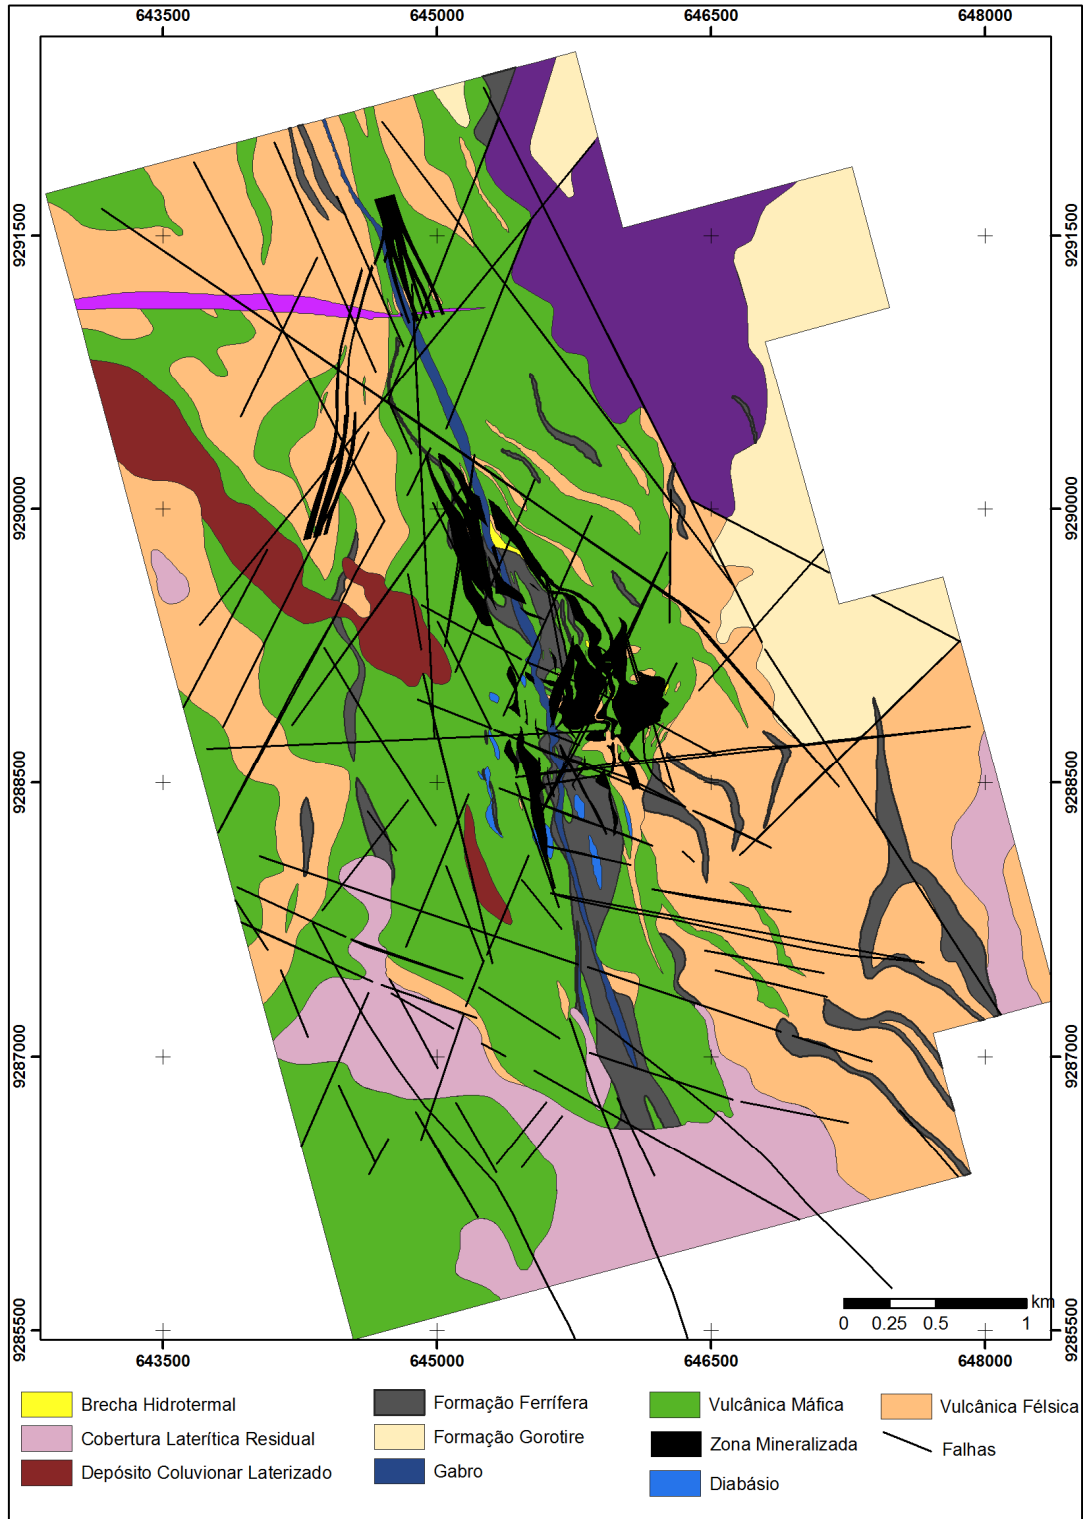 643500 645000 646500 648000
9291500 9291500
9290000 9290000
9288500 9288500
9287000 9287000
9285500 9285500
km
0 0.25 0.5 1
643500 645000 646500 648000
Brecha Hidrotermal
Cobertura Laterítica Residual
Depósito Coluvionar Laterizado
Formação Ferrífera
Formação Gorotire
Gabro
Vulcânica Máfica
Zona Mineralizada
Diabásio
Vulcânica Félsica
Falhas